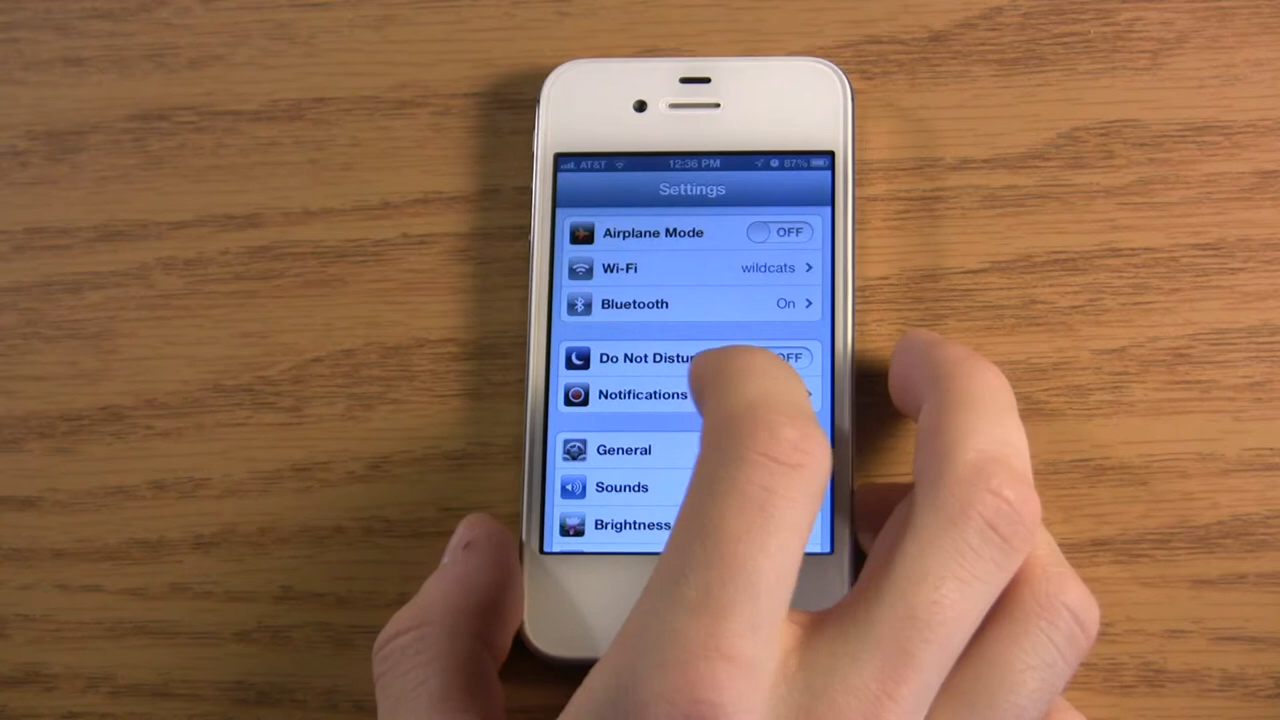 AT&T 12:36 PM 87%
Settings
Airplane Mode OFF
Wi-Fi wildcats
Bluetooth On
Do Not Distur OFF
Notifications
General
Sounds
Brightness